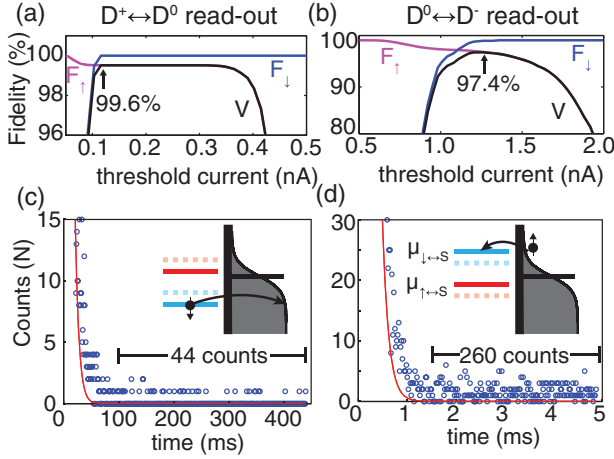 (a) D⁺↔D⁰ read-out
Fidelity (%)
100
99
98
97
96
F↑
F↓
V
99.6%
0.1 0.2 0.3 0.4 0.5
threshold current (nA)
(b) D⁰↔D⁻ read-out
100
95
90
85
80
F↑
F↓
V
97.4%
0.5 1.0 1.5 2.0
threshold current (nA)
(c)
Counts (N)
15
10
5
0
44 counts
0 100 200 300 400
time (ms)
(d)
30
20
10
0
μ↓↔S
μ↑↔S
260 counts
0 1 2 3 4 5
time (ms)